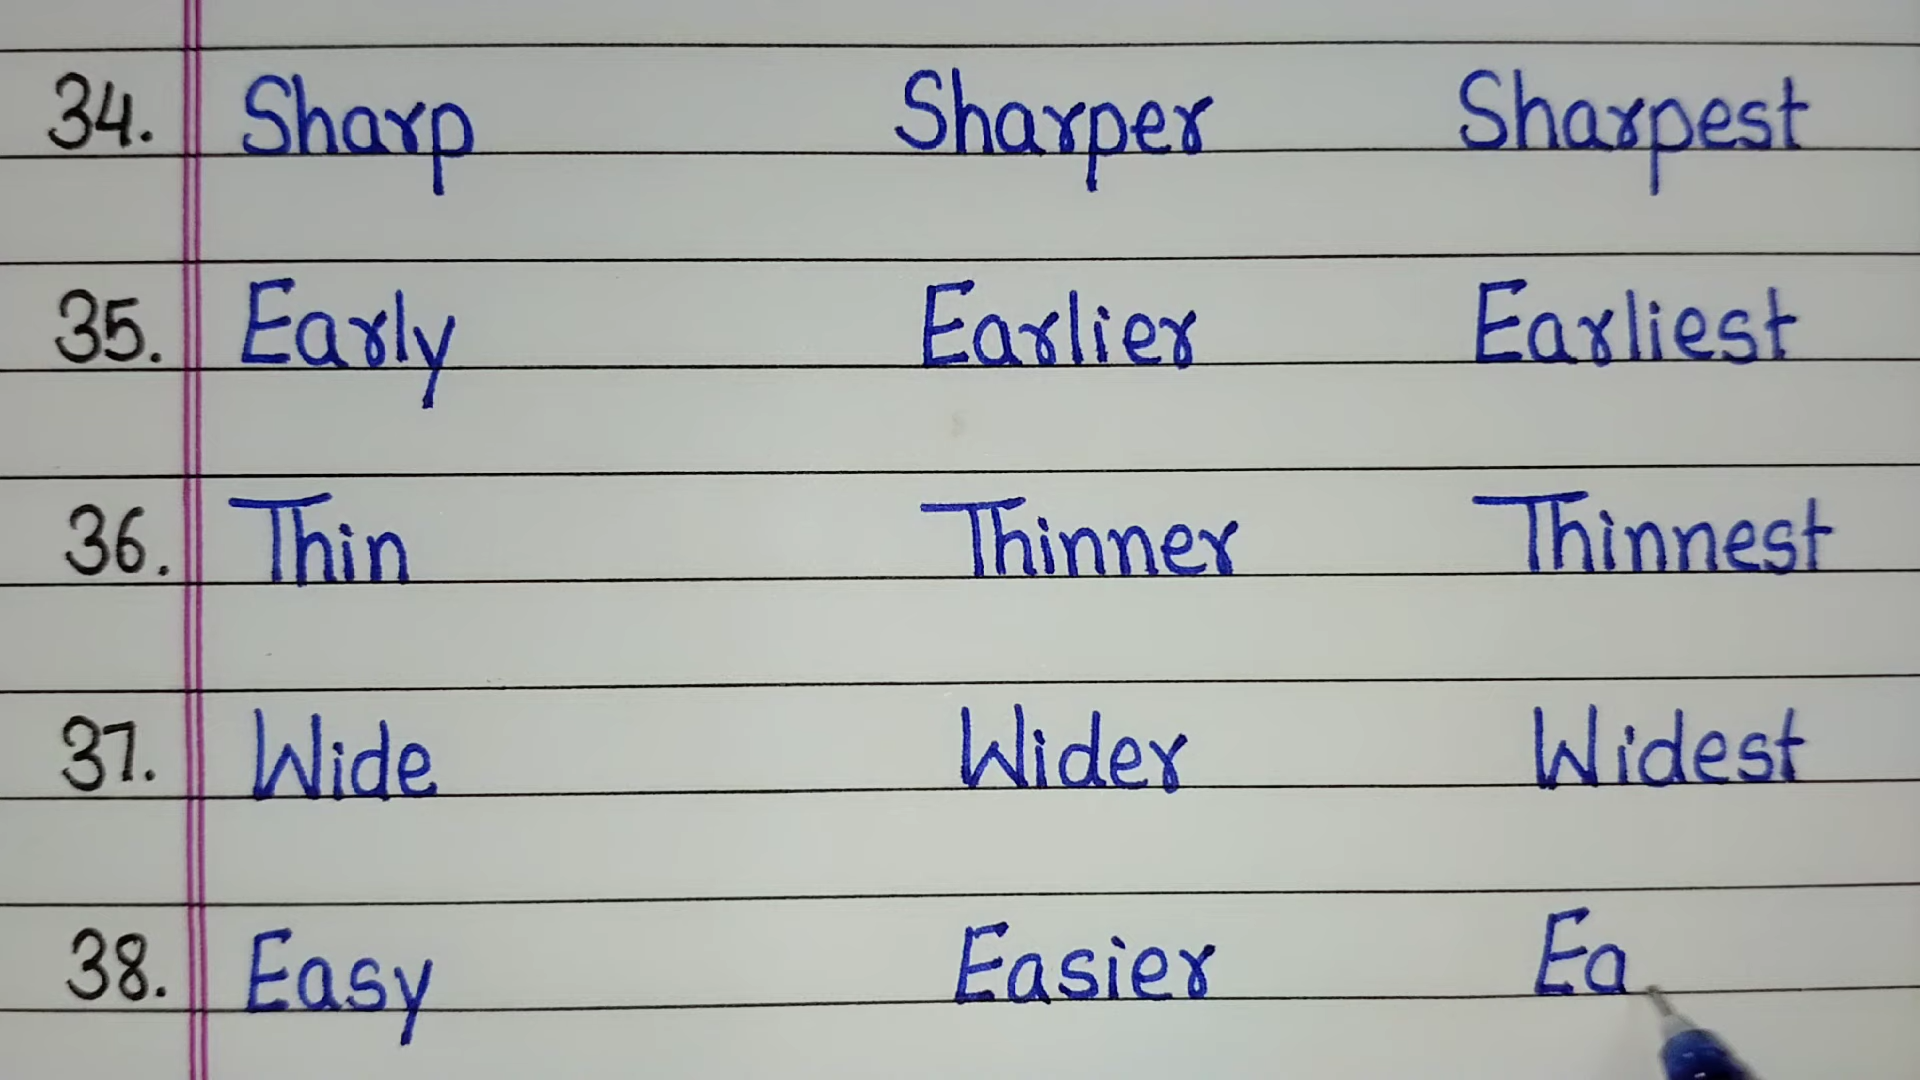 34. Sharp Sharper Sharpest
35. Early Earlier Earliest
36. Thin Thinner Thinnest
37. Wide Wider Widest
38. Easy Easier Ea